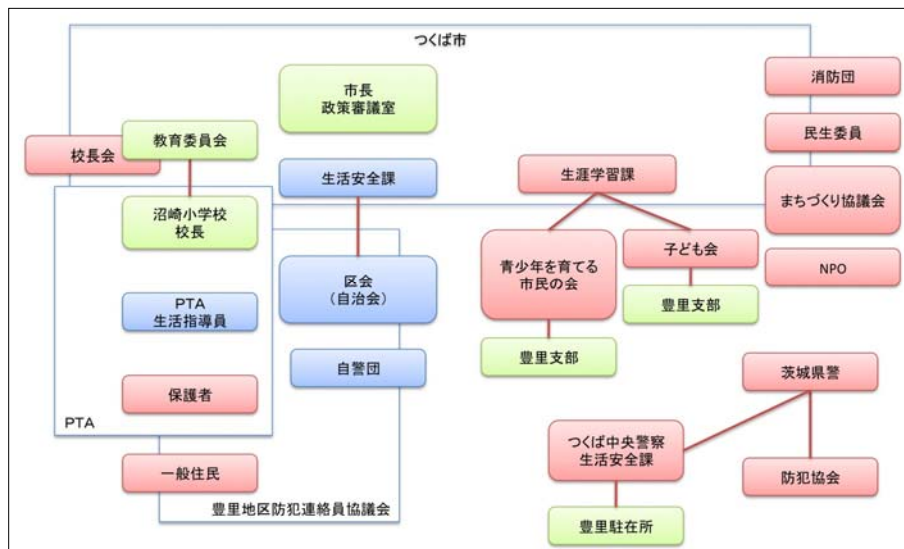 つくば市
市長
政策審議室
消防団
民生委員
教育委員会
校長会
生活安全課
生涯学習課
まちづくり協議会
沼崎小学校
校長
区会
(自治会)
青少年を育てる
市民の会
子ども会
NPO
豊里支部
PTA
生活指導員
豊里支部
自警団
茨城県警
保護者
PTA
つくば中央警察
生活安全課
防犯協会
一般住民
豊里地区防犯連絡員協議会
豊里駐在所